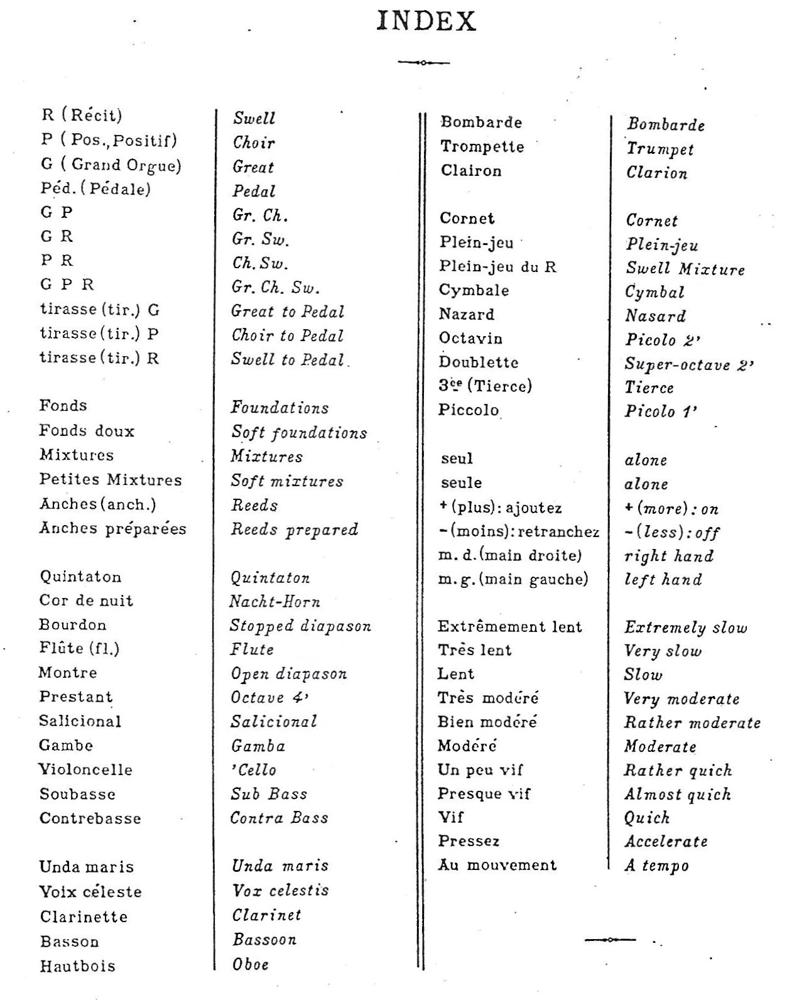 INDEX
R (Récit) Swell
P (Pos., Positif) Choir
G (Grand Orgue) Great
Péd. (Pédale) Pedal
G P Gr. Ch.
G R Gr. Sw.
P R Ch. Sw.
G P R Gr. Ch. Sw.
tirasse (tir.) G Great to Pedal
tirasse (tir.) P Choir to Pedal
tirasse (tir.) R Swell to Pedal.
Fonds Foundations
Fonds doux Soft foundations
Mixtures Mixtures
Petites Mixtures Soft mixtures
Anches (anch.) Reeds
Anches préparées Reeds prepared
Quintaton Quintaton
Cor de nuit Nacht-Horn
Bourdon Stopped diapason
Flûte (fl.) Flute
Montre Open diapason
Prestant Octave 4'
Salicional Salicional
Gambe Gamba
Violoncelle 'Cello
Soubasse Sub Bass
Contrebasse Contra Bass
Unda maris Unda maris
Voix céleste Vox celestis
Clarinette Clarinet
Basson Bassoon
Hautbois Oboe
Bombarde Bombarde
Trompette Trumpet
Clairon Clarion
Cornet Cornet
Plein-jeu Plein-jeu
Plein-jeu du R Swell Mixture
Cymbale Cymbal
Nazard Nasard
Octavin Picolo 2'
Doublette Super-octave 2'
3ce (Tierce) Tierce
Piccolo Picolo 1'
seul alone
seule alone
+ (plus): ajoutez + (more): on
- (moins): retranchez - (less): off
m. d. (main droite) right hand
m. g. (main gauche) left hand
Extrêmement lent Extremely slow
Très lent Very slow
Lent Slow
Très modéré Very moderate
Bien modéré Rather moderate
Modéré Moderate
Un peu vif Rather quich
Presque vif Almost quich
Vif Quich
Pressez Accelerate
Au mouvement A tempo